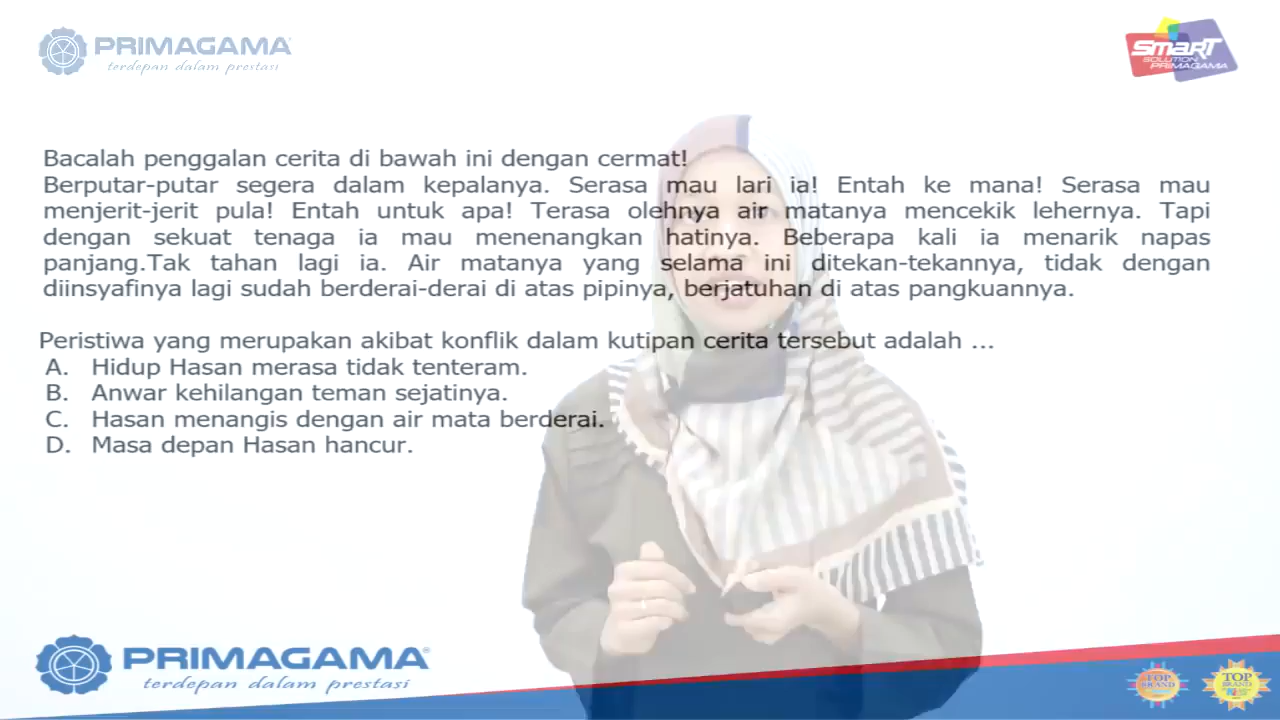 PRIMAGAMA
terdepan dalam prestasi
SMART
SOLUTION
PRIMAGAMA
Bacalah penggalan cerita di bawah ini dengan cermat!
Berputar-putar segera dalam kepalanya. Serasa mau lari ia! Entah ke mana! Serasa mau
menjerit-jerit pula! Entah untuk apa! Terasa olehnya air matanya mencekik lehernya. Tapi
dengan sekuat tenaga ia mau menenangkan hatinya. Beberapa kali ia menarik napas
panjang.Tak tahan lagi ia. Air matanya yang selama ini ditekan-tekannya, tidak dengan
diinsyafinya lagi sudah berderai-derai di atas pipinya, berjatuhan di atas pangkuannya.
Peristiwa yang merupakan akibat konflik dalam kutipan cerita tersebut adalah ...
A. Hidup Hasan merasa tidak tenteram.
B. Anwar kehilangan teman sejatinya.
C. Hasan menangis dengan air mata berderai.
D. Masa depan Hasan hancur.
PRIMAGAMA®
terdepan dalam prestasi
TOP
BRAND
TOP
BRAND